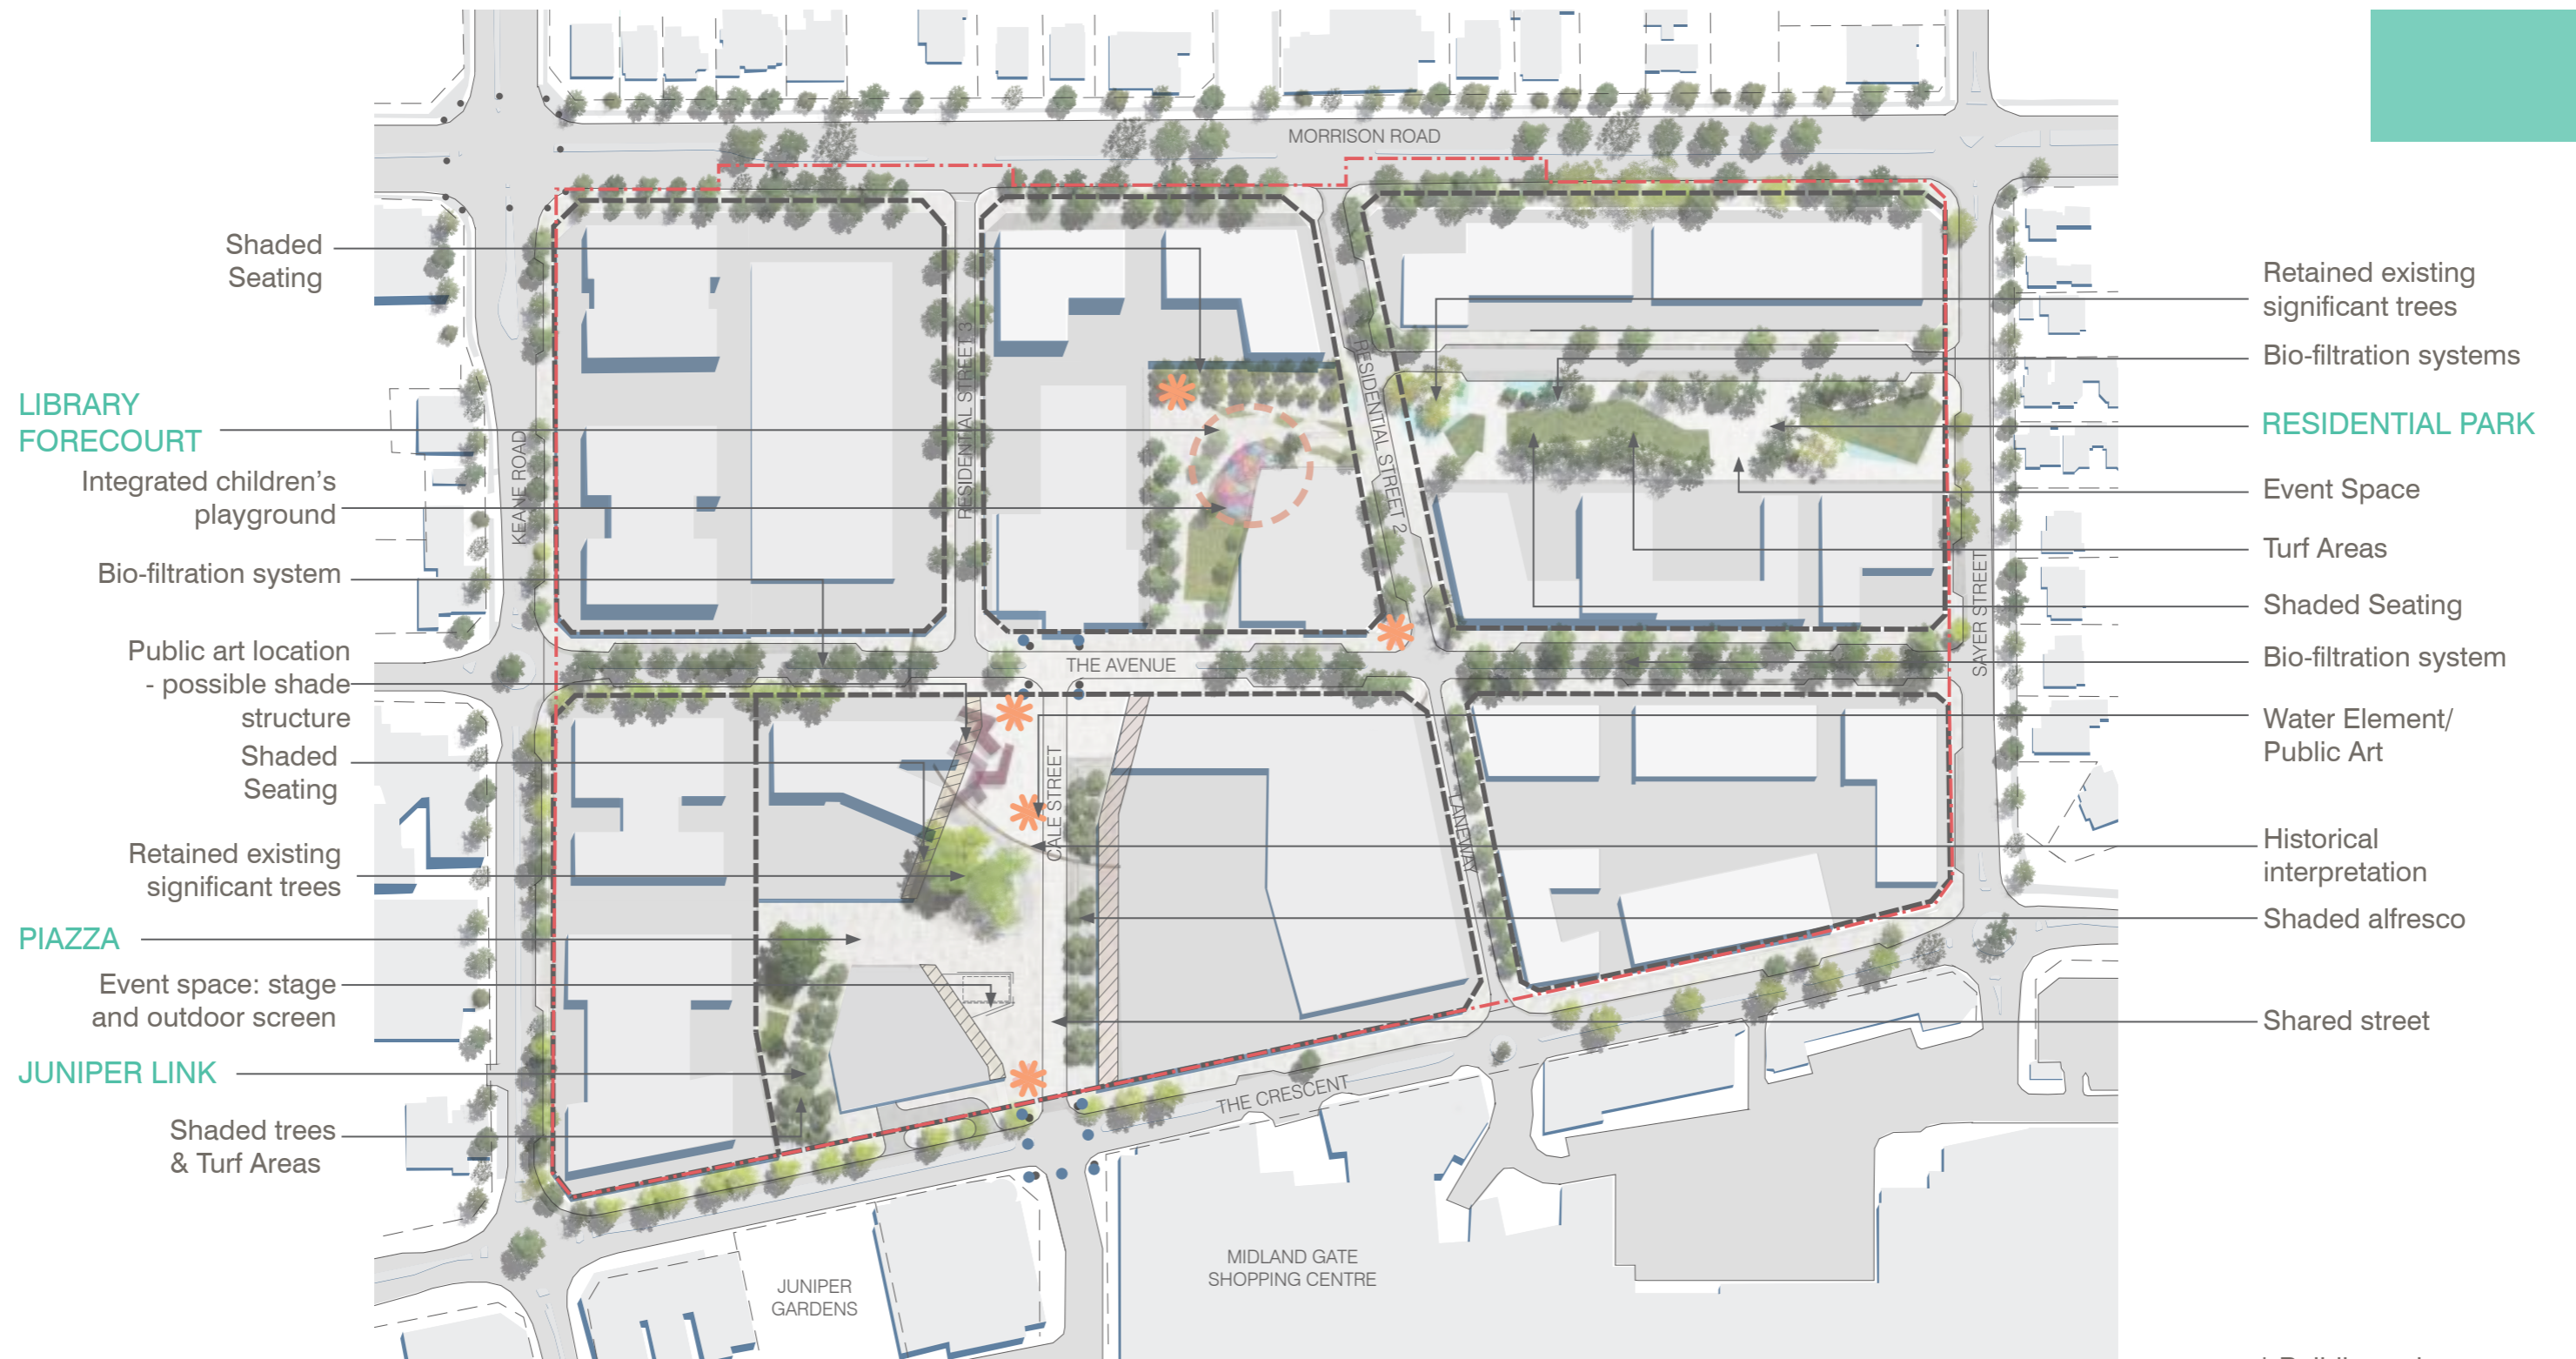 MORRISON ROAD
Shaded
Seating
LIBRARY
FORECOURT
Integrated children's
playground
Bio-filtration system
Public art location
- possible shade
structure
Shaded
Seating
Retained existing
significant trees
PIAZZA
Event space: stage
and outdoor screen
JUNIPER LINK
Shaded trees
& Turf Areas
KEANE ROAD
RESIDENTIAL STREET 3
RESIDENTIAL STREET 2
THE AVENUE
CALE STREET
LANEWAY
SAYER STREET
THE CRESCENT
JUNIPER
GARDENS
MIDLAND GATE
SHOPPING CENTRE
Retained existing
significant trees
Bio-filtration systems
RESIDENTIAL PARK
Event Space
Turf Areas
Shaded Seating
Bio-filtration system
Water Element/
Public Art
Historical
interpretation
Shaded alfresco
Shared street